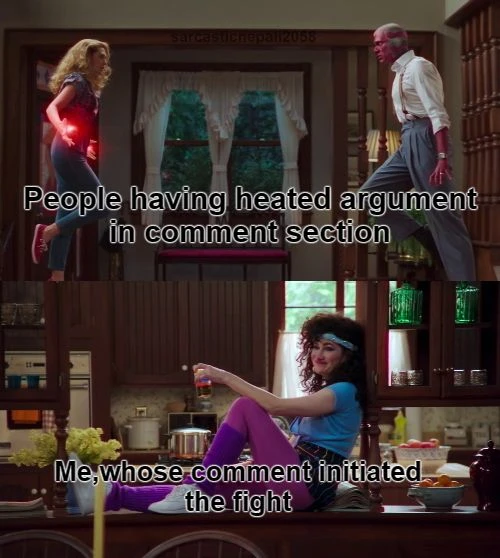 sarcasticnepali2058
People having heated argument
in comment section
Me,whose comment initiated
the fight